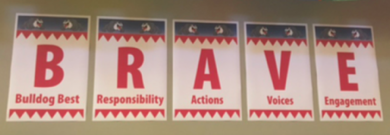 B R A V E
Bulldog Best Responsibility Actions Voices Engagement